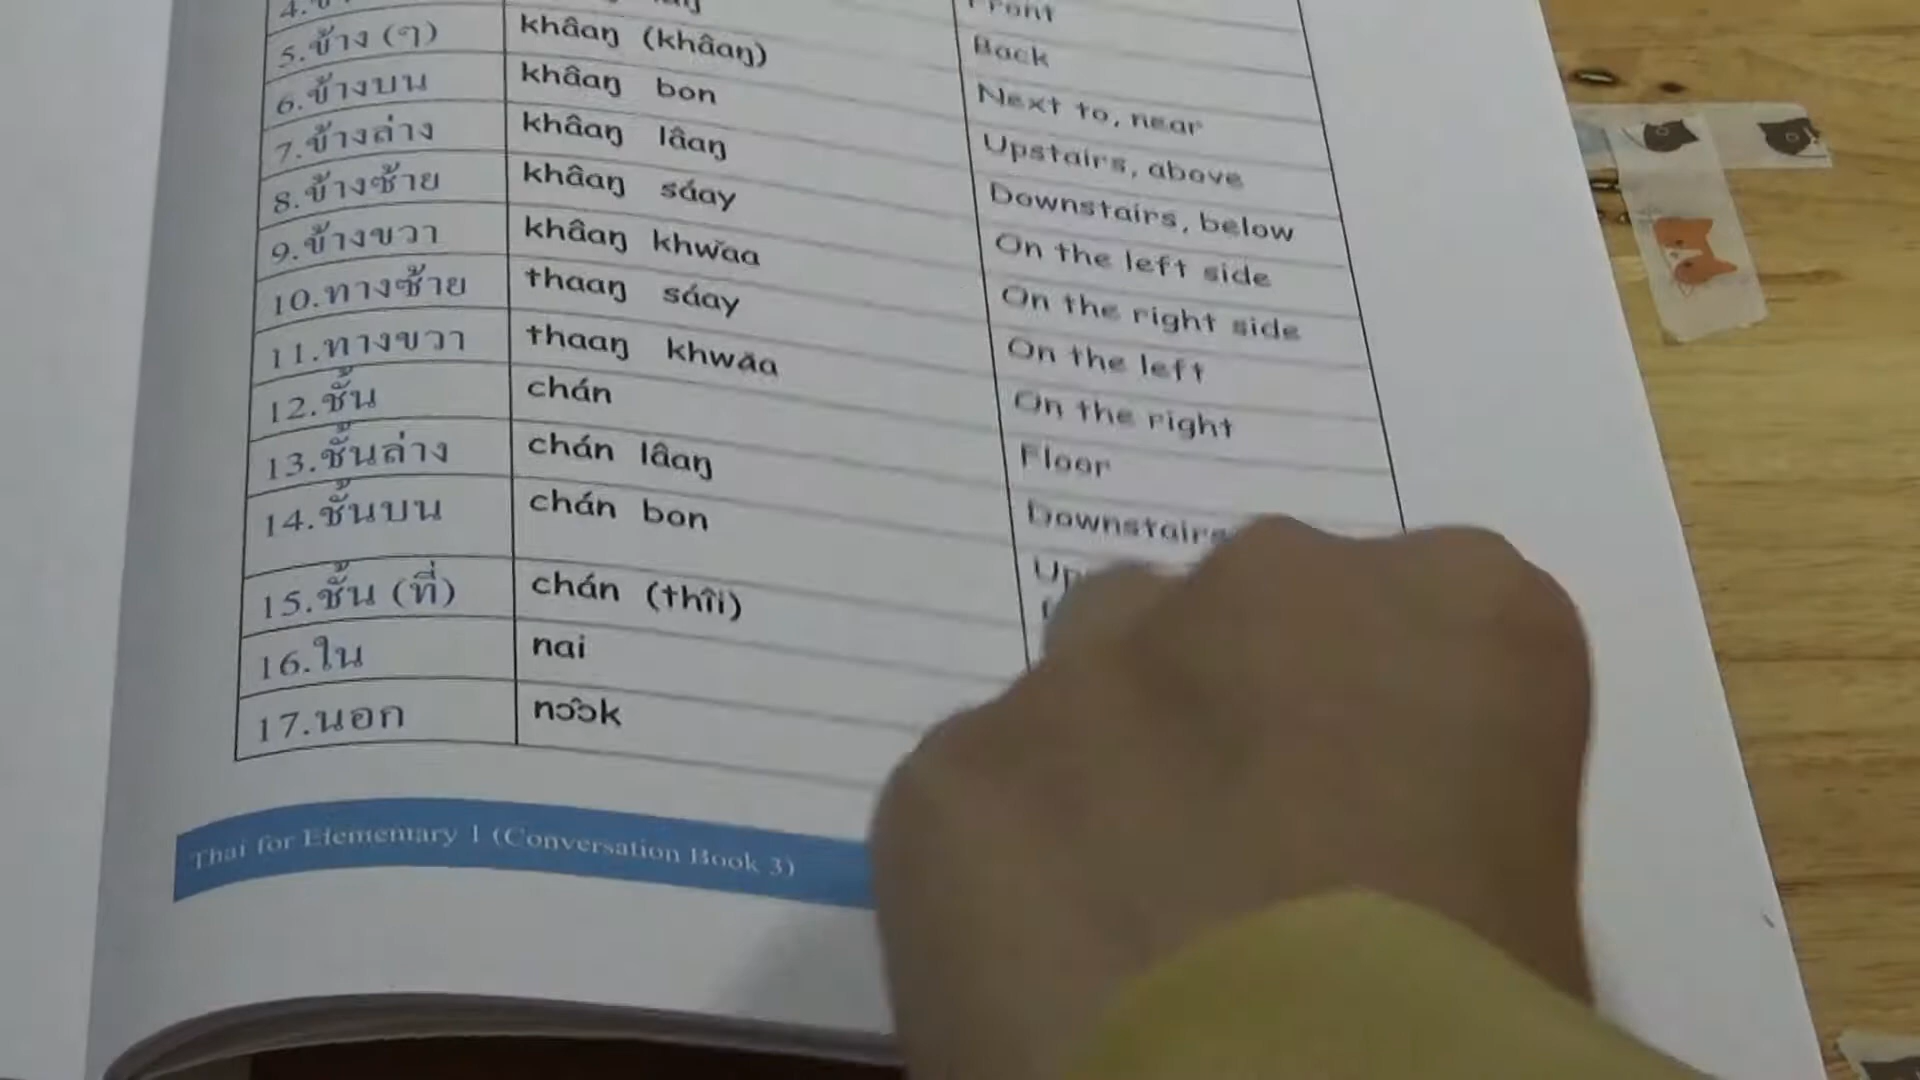 4.
Front
5.ข้าง (ๆ) khâaŋ (khâaŋ) Back
6.ข้างบน khâaŋ bon Next to, near
7.ข้างล่าง khâaŋ lâaŋ Upstairs, above
8.ข้างซ้าย khâaŋ sáay Downstairs, below
9.ข้างขวา khâaŋ khwǎa On the left side
10.ทางซ้าย thaaŋ sáay On the right side
11.ทางขวา thaaŋ khwǎa On the left
12.ชั้น chán On the right
13.ชั้นล่าง chán lâaŋ Floor
14.ชั้นบน chán bon Downstairs
15.ชั้น (ที่) chán (thîi)
16.ใน nai
17.นอก nɔ̂ɔk
Thai for Elementary 1 (Conversation Book 3)